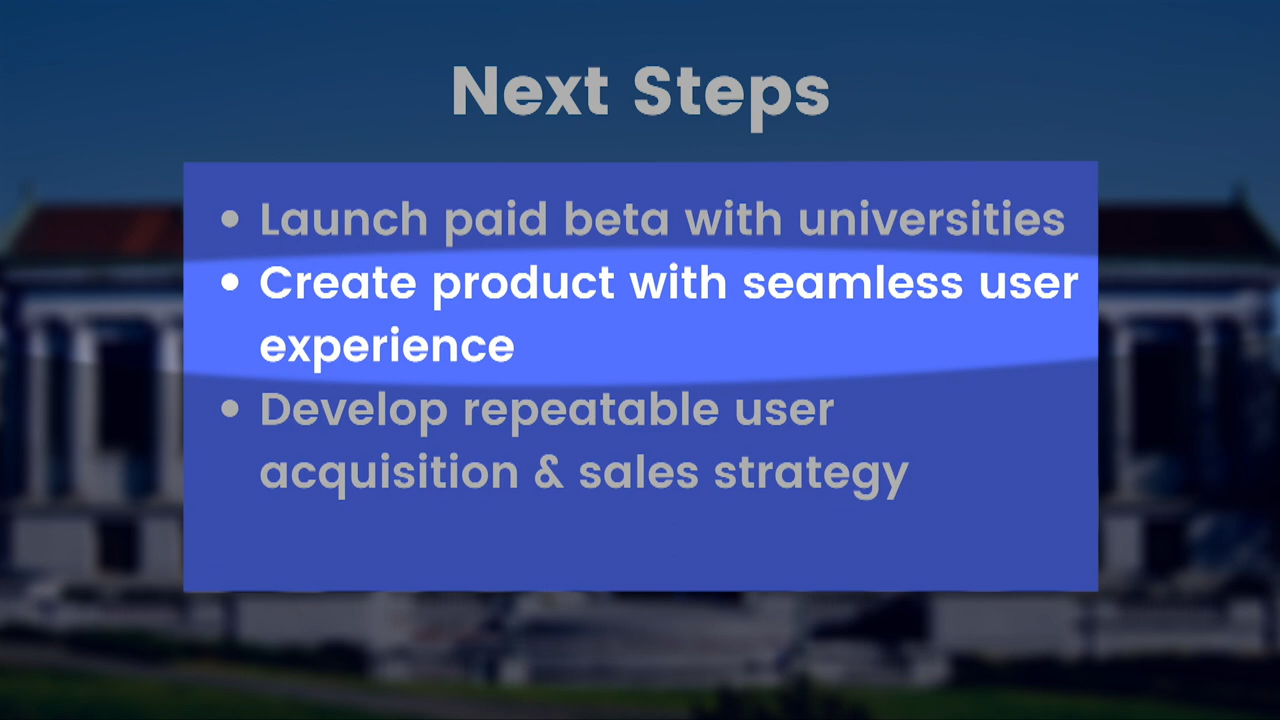 Next Steps
• Launch paid beta with universities
• Create product with seamless user
experience
• Develop repeatable user
acquisition & sales strategy